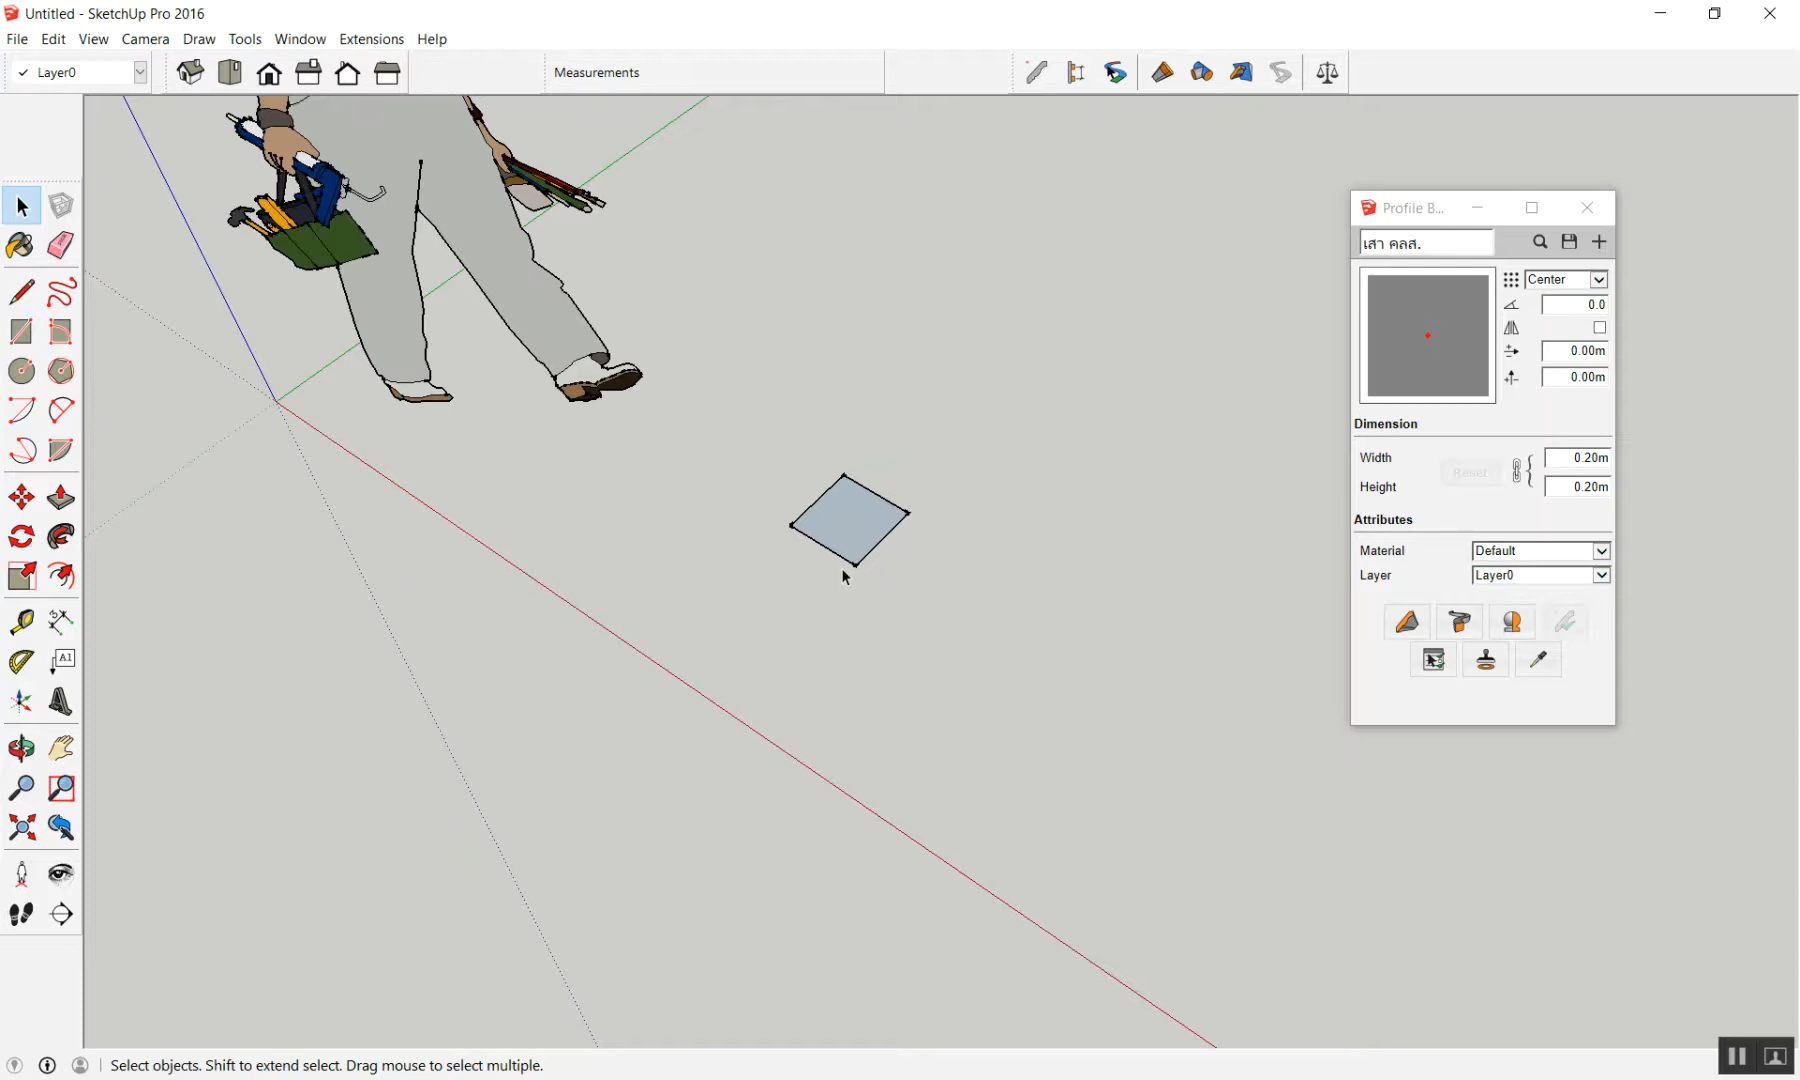 Untitled - SketchUp Pro 2016
File Edit View Camera Draw Tools Window Extensions Help
Layer0
Measurements
Profile B...
เสา คลส.
Center
0.0
0.00m
0.00m
Dimension
Width 0.20m
Reset
Height 0.20m
Attributes
Material Default
Layer Layer0
A1
Select objects. Shift to extend select. Drag mouse to select multiple.